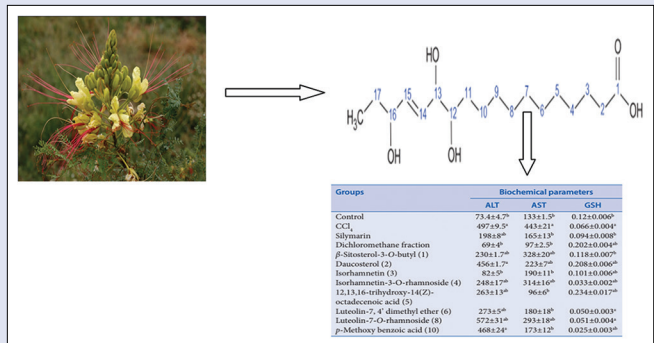 O
HO
HO
17 15 13 11 9 7 5 3 1
H₃C 16 14 12 10 8 6 4 2 OH
OH OH
Groups Biochemical parameters
ALT AST GSH
Control 73.4±4.7ᵇ 133±1.5ᵇ 0.12±0.006ᵇ
CCl₄ 497±9.5ᵃ 443±21ᵃ 0.066±0.004ᵃ
Silymarin 198±8ᵃᵇ 165±13ᵇ 0.094±0.008ᵇ
Dichloromethane fraction 69±4ᵇ 97±2.5ᵇ 0.202±0.004ᵃᵇ
β-Sitosterol-3-O-butyl (1) 230±1.7ᵃᵇ 328±20ᵃᵇ 0.118±0.007ᵇ
Daucosterol (2) 456±1.7ᵃ 223±7ᵃᵇ 0.208±0.006ᵃᵇ
Isorhamnetin (3) 82±5ᵇ 190±11ᵇ 0.101±0.006ᵃᵇ
Isorhamnetin-3-O-rhamnoside (4) 248±17ᵃᵇ 314±16ᵃᵇ 0.033±0.002ᵃᵇ
12,13,16-trihydroxy-14(Z)- 263±13ᵃᵇ 96±6ᵇ 0.234±0.017ᵃᵇ
octadecenoic acid (5)
Luteolin-7, 4' dimethyl ether (6) 273±5ᵃᵇ 180±18ᵇ 0.050±0.003ᵃ
Luteolin-7-O-rhamnoside (8) 572±31ᵃᵇ 293±18ᵃᵇ 0.051±0.004ᵃ
p-Methoxy benzoic acid (10) 468±24ᵃ 173±12ᵇ 0.025±0.003ᵃᵇ